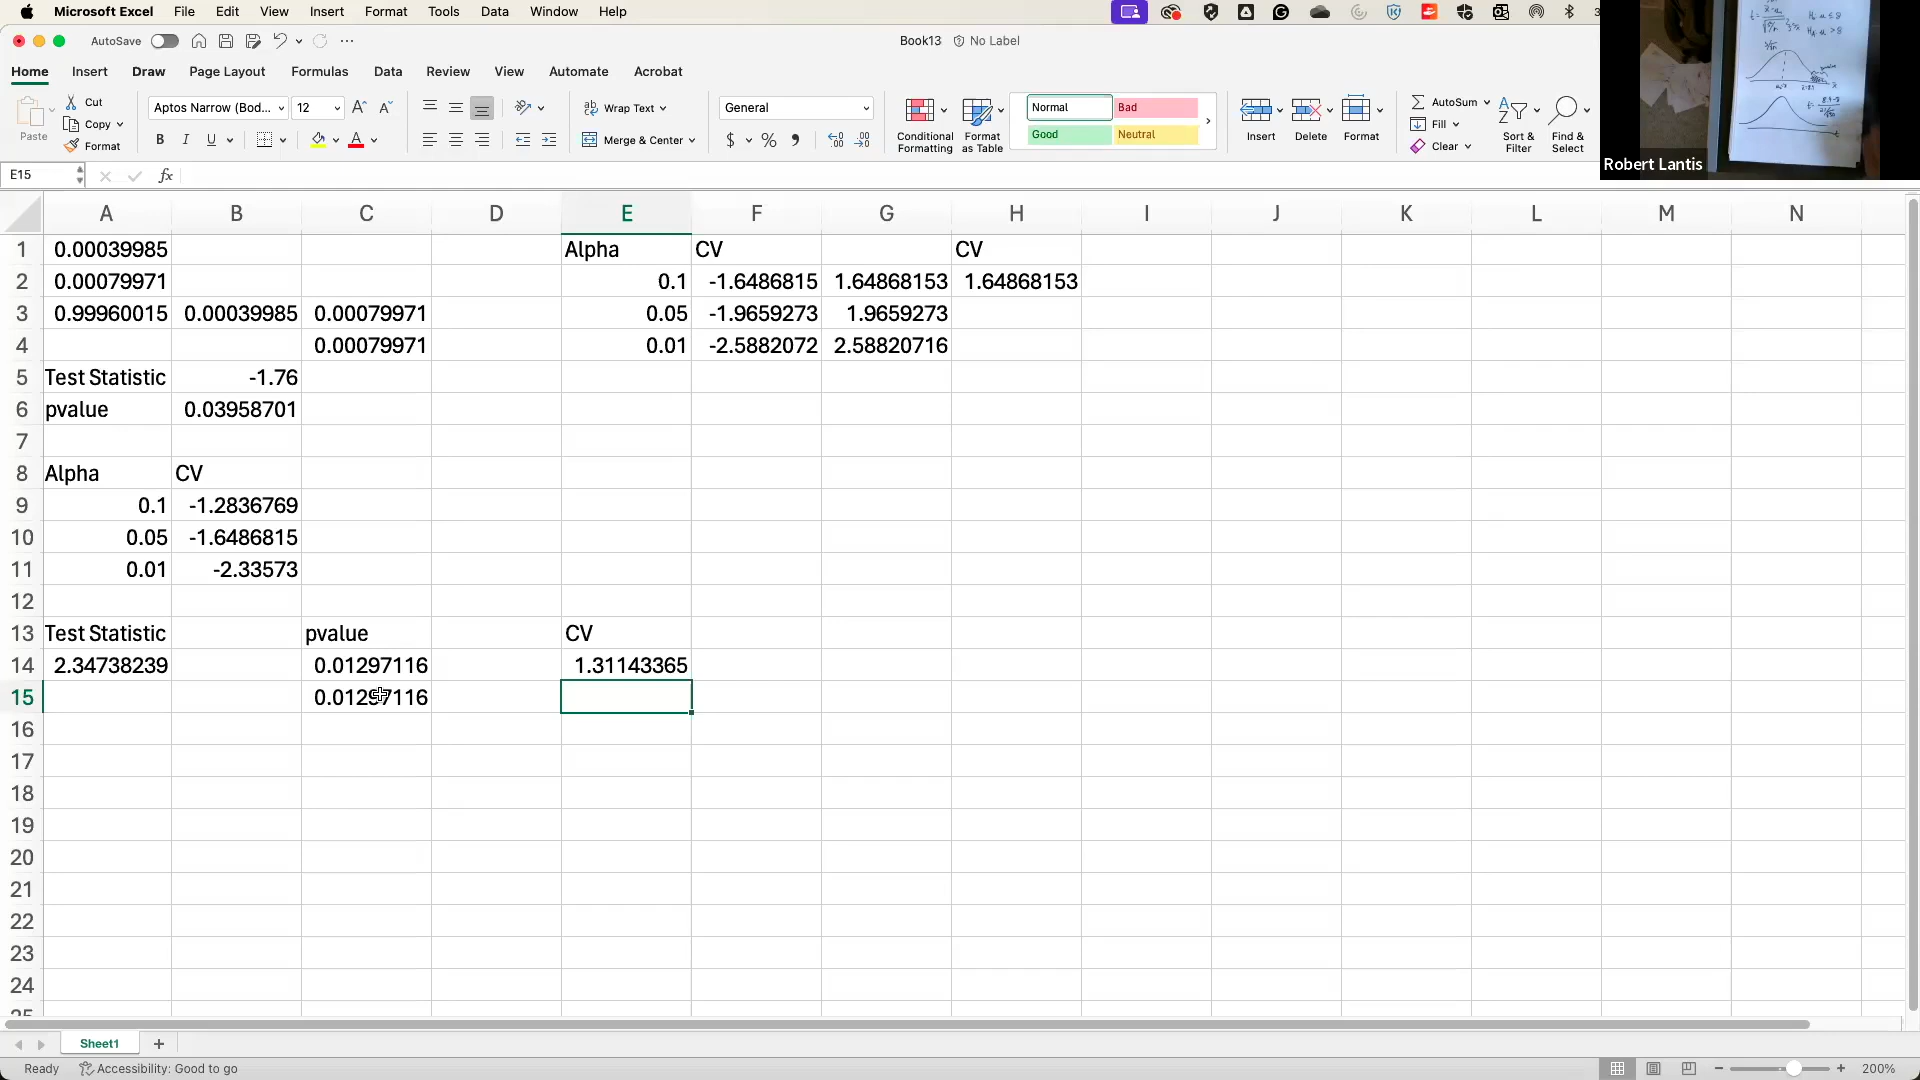 Microsoft Excel File Edit View Insert Format Tools Data Window Help
AutoSave Book13 No Label
Home Insert Draw Page Layout Formulas Data Review View Automate Acrobat
Paste Cut Copy Format
Aptos Narrow (Bod... 12
B I U
Wrap Text
Merge & Center
General
$ %
Conditional Formatting
Format as Table
Normal Bad
Good Neutral
Insert Delete Format
AutoSum
Fill
Clear
Sort & Filter
Find & Select
Robert Lantis
E15 fx
A B C D E F G H I J K L M N
1 0.00039985 Alpha CV CV
2 0.00079971 0.1 -1.6486815 1.64868153 1.64868153
3 0.99960015 0.00039985 0.00079971 0.05 -1.9659273 1.9659273
4 0.00079971 0.01 -2.5882072 2.58820716
5 Test Statistic -1.76
6 pvalue 0.03958701
7
8 Alpha CV
9 0.1 -1.2836769
10 0.05 -1.6486815
11 0.01 -2.33573
12
13 Test Statistic pvalue CV
14 2.34738239 0.01297116 1.31143365
15 0.01297116
16
17
18
19
20
21
22
23
24
Sheet1 +
Ready Accessibility: Good to go 200%